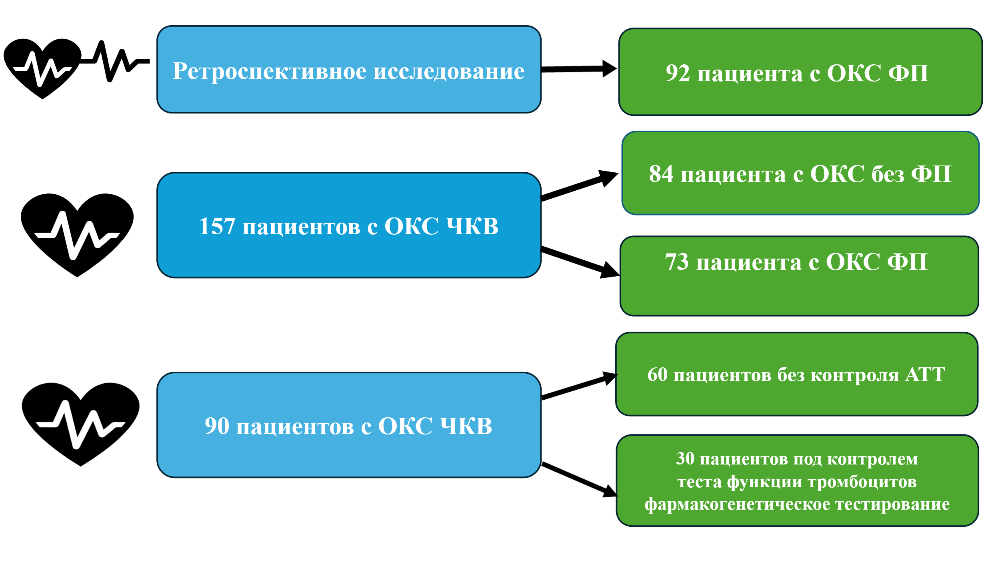 Ретроспективное исследование
92 пациента с ОКС ФП
84 пациента с ОКС без ФП
157 пациентов с ОКС ЧКВ
73 пациента с ОКС ФП
60 пациентов без контроля АТТ
90 пациентов с ОКС ЧКВ
30 пациентов под контролем
теста функции тромбоцитов
фармакогенетическое тестирование